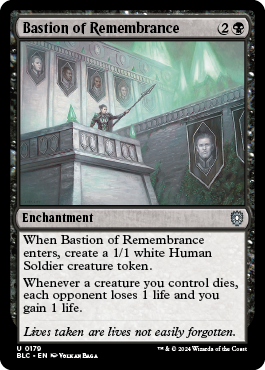 Bastion of Remembrance 2
Enchantment
When Bastion of Remembrance
enters, create a 1/1 white Human
Soldier creature token.
Whenever a creature you control dies,
each opponent loses 1 life and you
gain 1 life.
Lives taken are lives not easily forgotten.
U 0179 ™ & © 2024 Wizards of the Coast
BLC • EN Volkan Baga